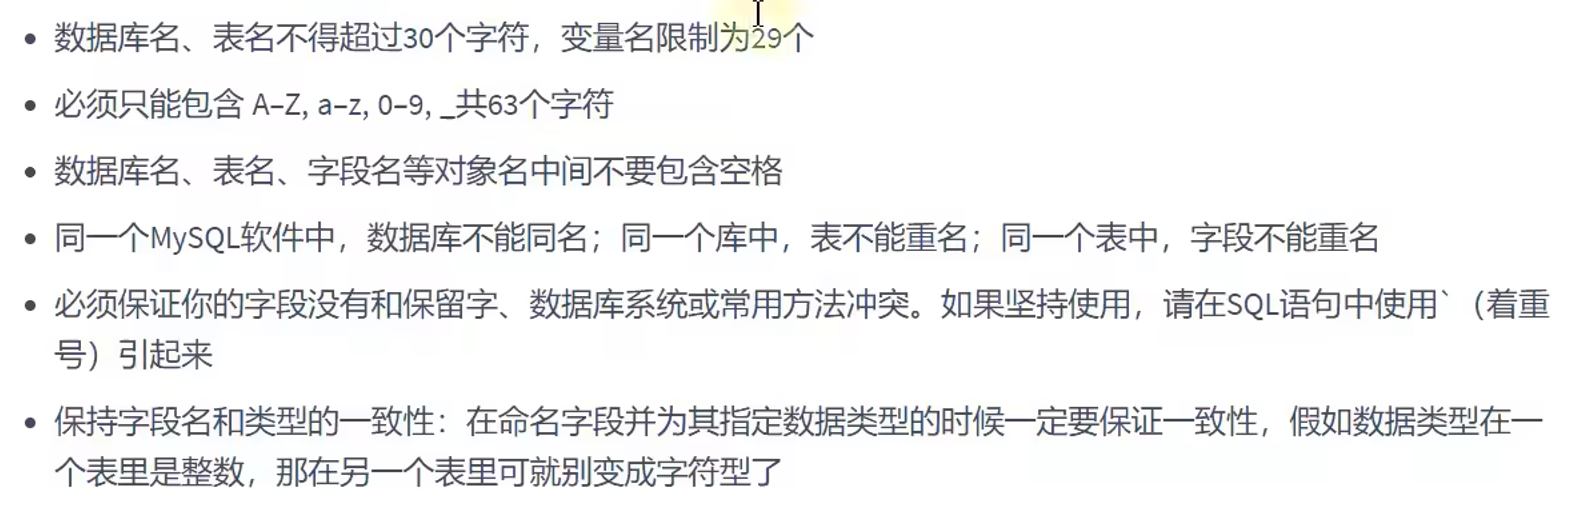 • 数据库名、表名不得超过30个字符，变量名限制为29个
• 必须只能包含 A–Z, a–z, 0–9, _共63个字符
• 数据库名、表名、字段名等对象名中间不要包含空格
• 同一个MySQL软件中，数据库不能同名；同一个库中，表不能重名；同一个表中，字段不能重名
• 必须保证你的字段没有和保留字、数据库系统或常用方法冲突。如果坚持使用，请在SQL语句中使用`（着重
号）引起来
• 保持字段名和类型的一致性：在命名字段并为其指定数据类型的时候一定要保证一致性，假如数据类型在一
个表里是整数，那在另一个表里可就别变成字符型了